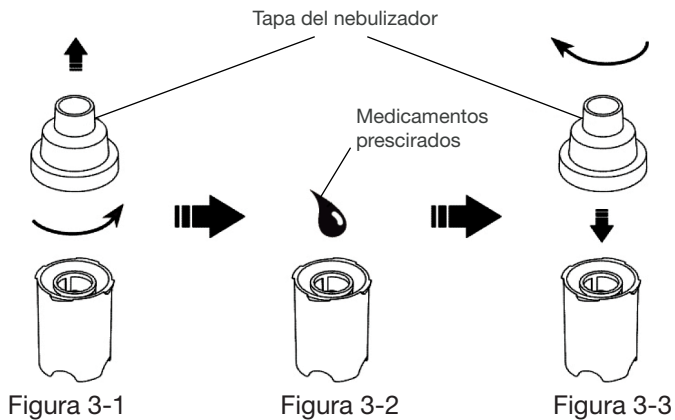 Tapa del nebulizador
Medicamentos
prescirados
Figura 3-1
Figura 3-2
Figura 3-3